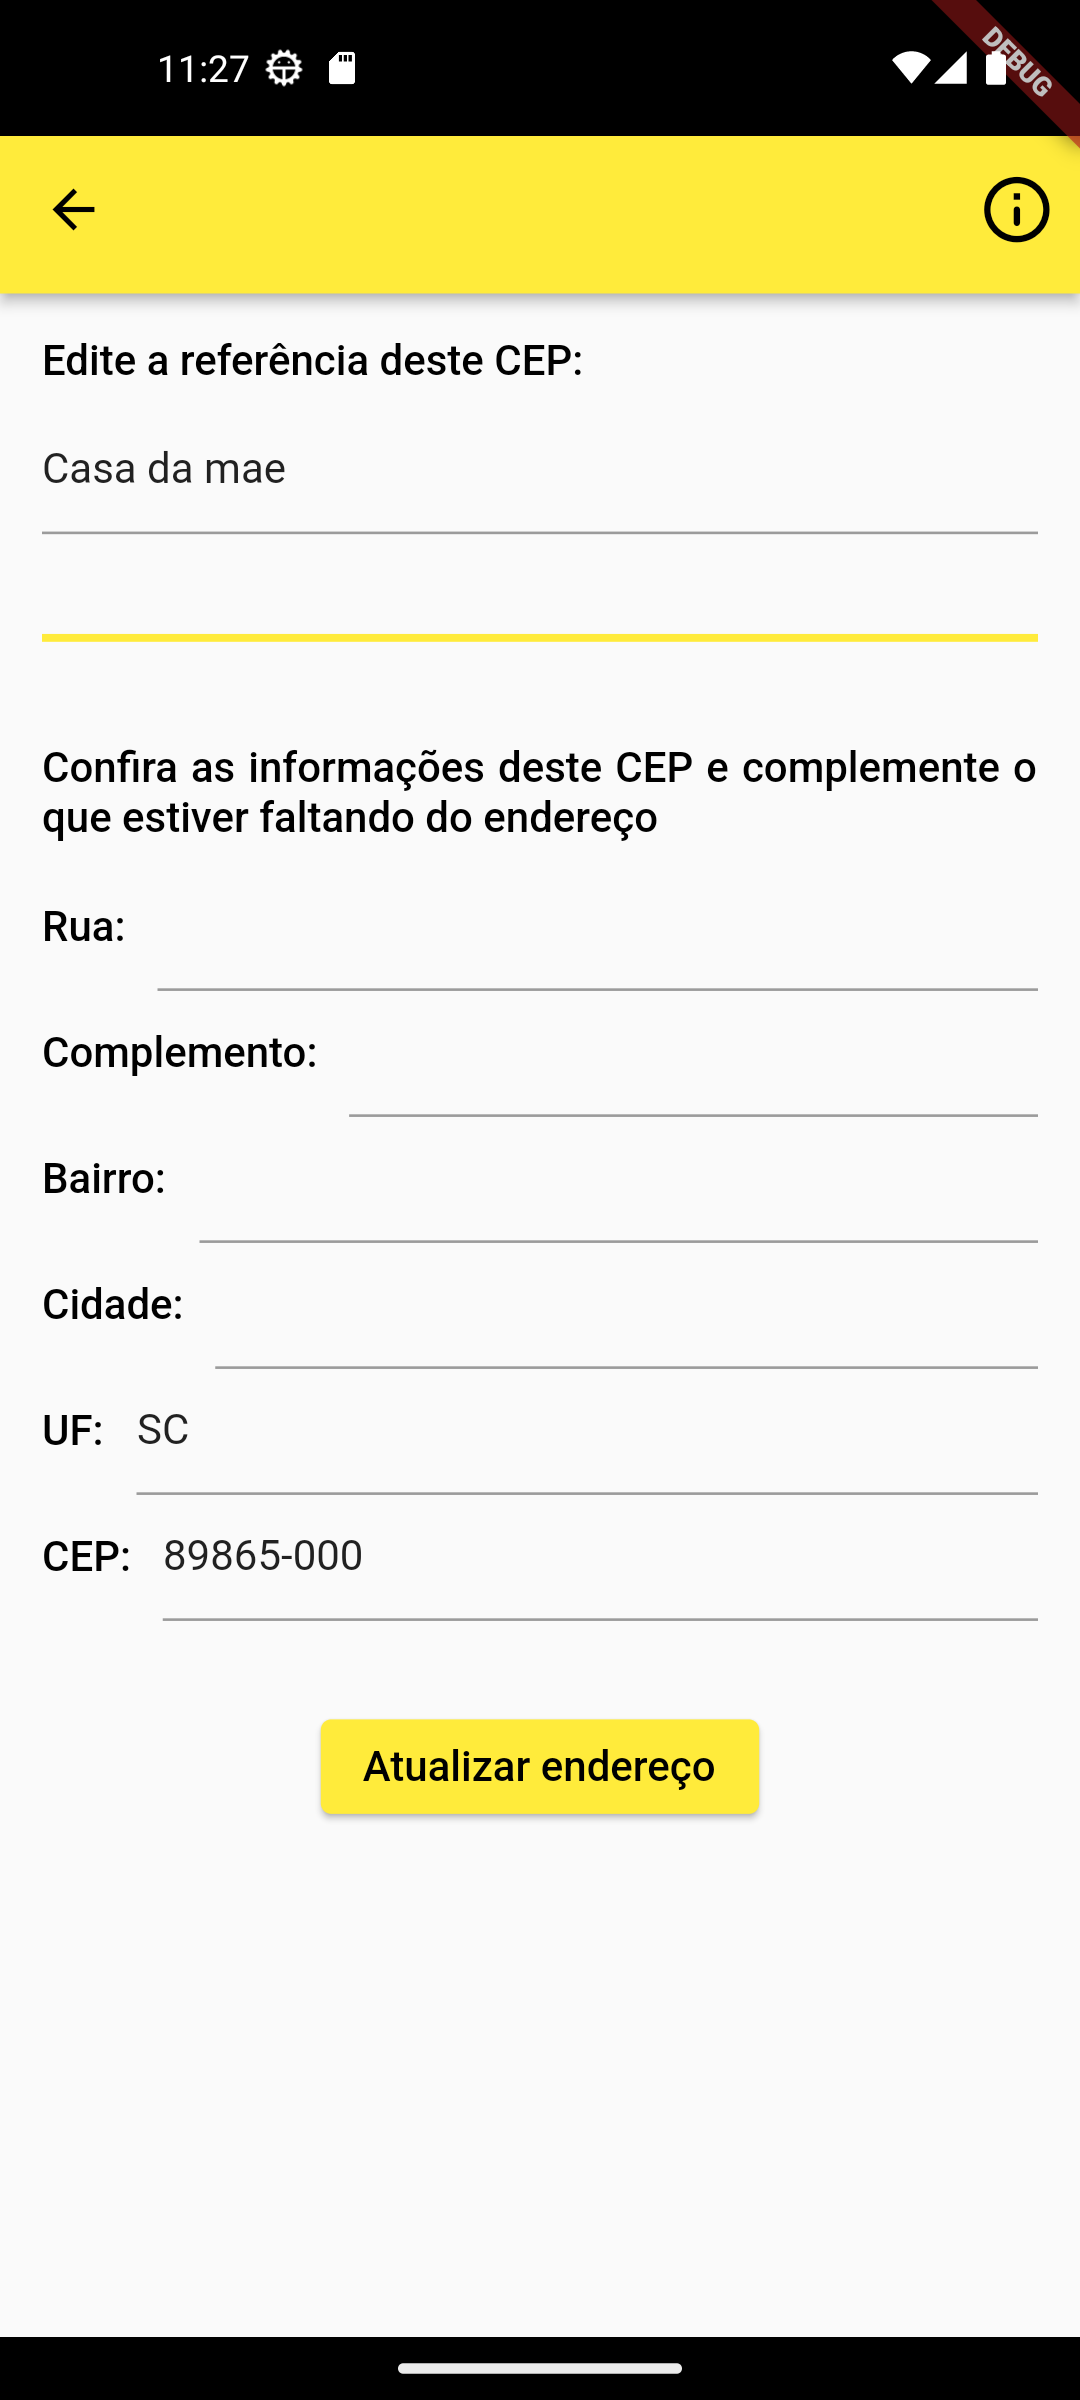 11:27
DEBUG
Edite a referência deste CEP:
Casa da mae
Confira as informações deste CEP e complemente o
que estiver faltando do endereço
Rua:
Complemento:
Bairro:
Cidade:
UF: SC
CEP: 89865-000
Atualizar endereço